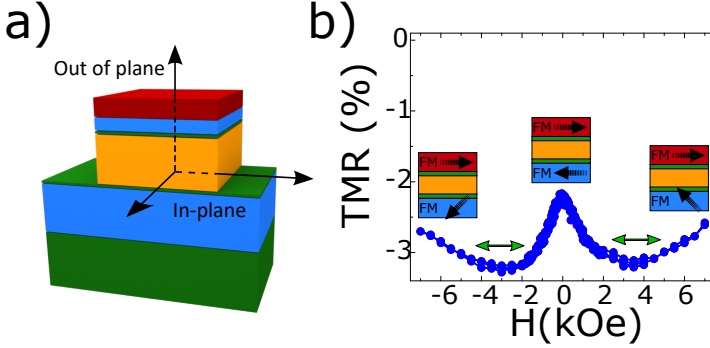 a)
Out of plane
In-plane
b)
TMR (%)
0
-1
-2
-3
FM
FM
FM
FM
FM
FM
-6 -4 -2 0 2 4 6
H(kOe)